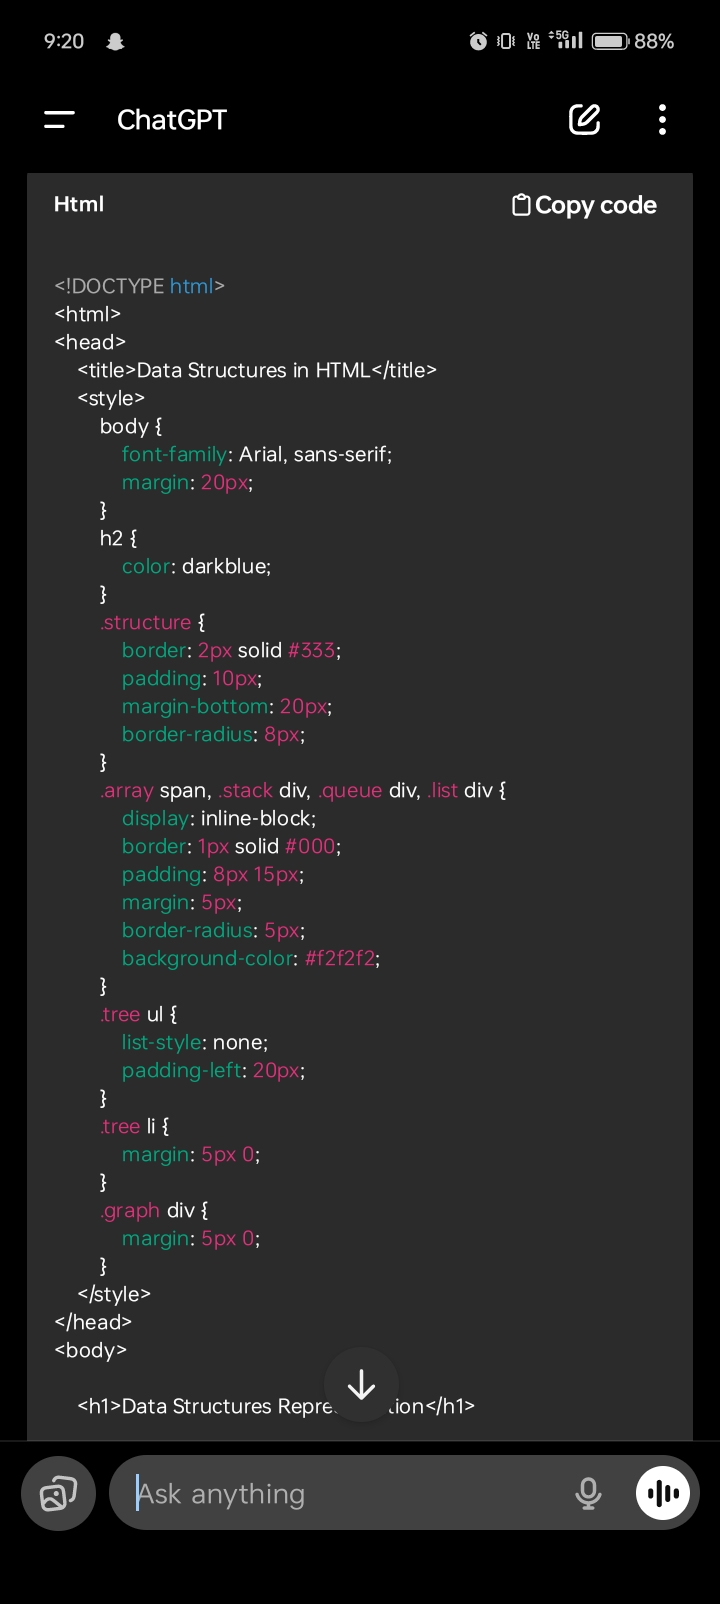 9:20 Vo LTE 5G 88%
ChatGPT
Html Copy code
<!DOCTYPE html>
<html>
<head>
    <title>Data Structures in HTML</title>
    <style>
        body {
            font-family: Arial, sans-serif;
            margin: 20px;
        }
        h2 {
            color: darkblue;
        }
        .structure {
            border: 2px solid #333;
            padding: 10px;
            margin-bottom: 20px;
            border-radius: 8px;
        }
        .array span, .stack div, .queue div, .list div {
            display: inline-block;
            border: 1px solid #000;
            padding: 8px 15px;
            margin: 5px;
            border-radius: 5px;
            background-color: #f2f2f2;
        }
        .tree ul {
            list-style: none;
            padding-left: 20px;
        }
        .tree li {
            margin: 5px 0;
        }
        .graph div {
            margin: 5px 0;
        }
    </style>
</head>
<body>
    <h1>Data Structures
Ask anything